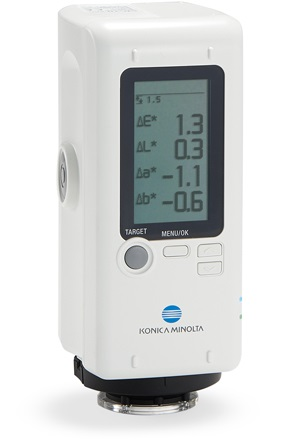 S 1.5
ΔE* 1.3
ΔL* 0.3
Δa* -1.1
Δb* -0.6
TARGET MENU/OK
KONICA MINOLTA